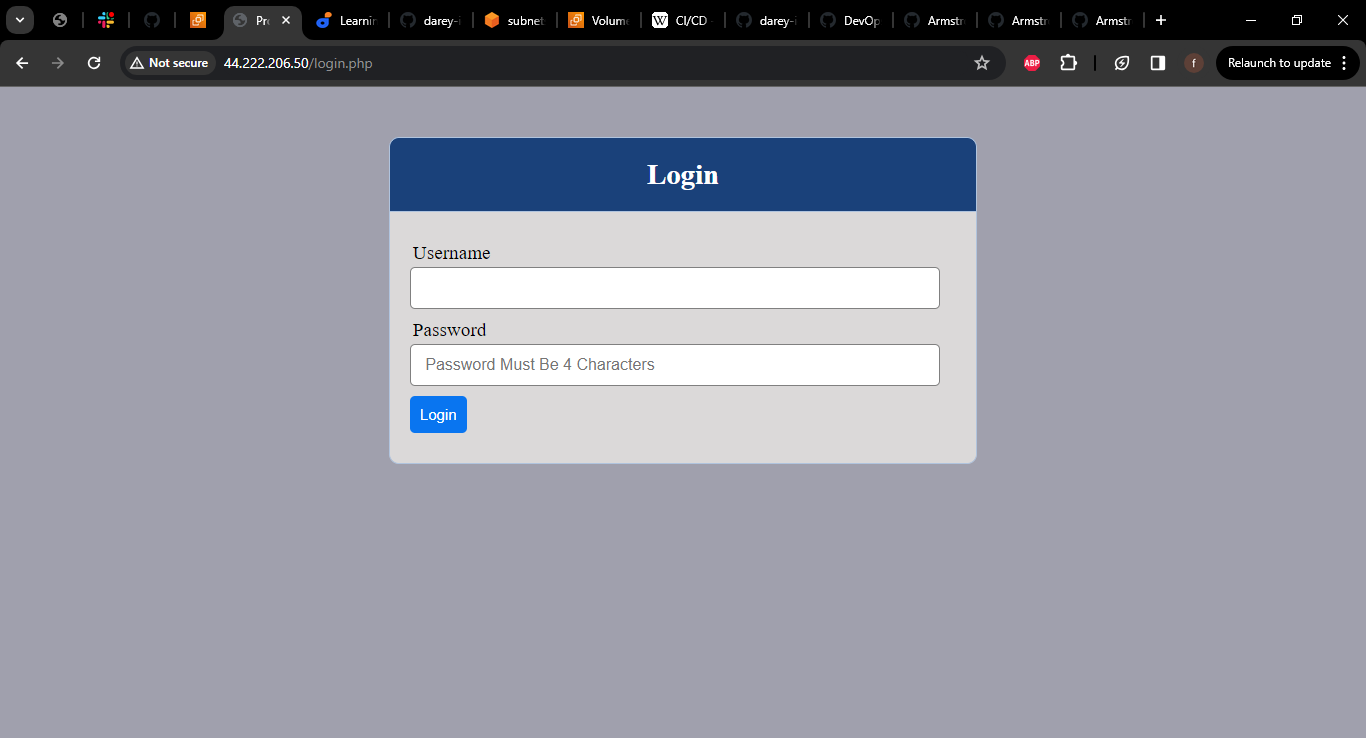 Pr
Learnin
darey-i
subnet
Volume
CI/CD -
darey-i
DevOp
Armstr
Armstr
Armstr
Not secure
44.222.206.50/login.php
ABP
f
Relaunch to update
Login
Username
Password
Password Must Be 4 Characters
Login